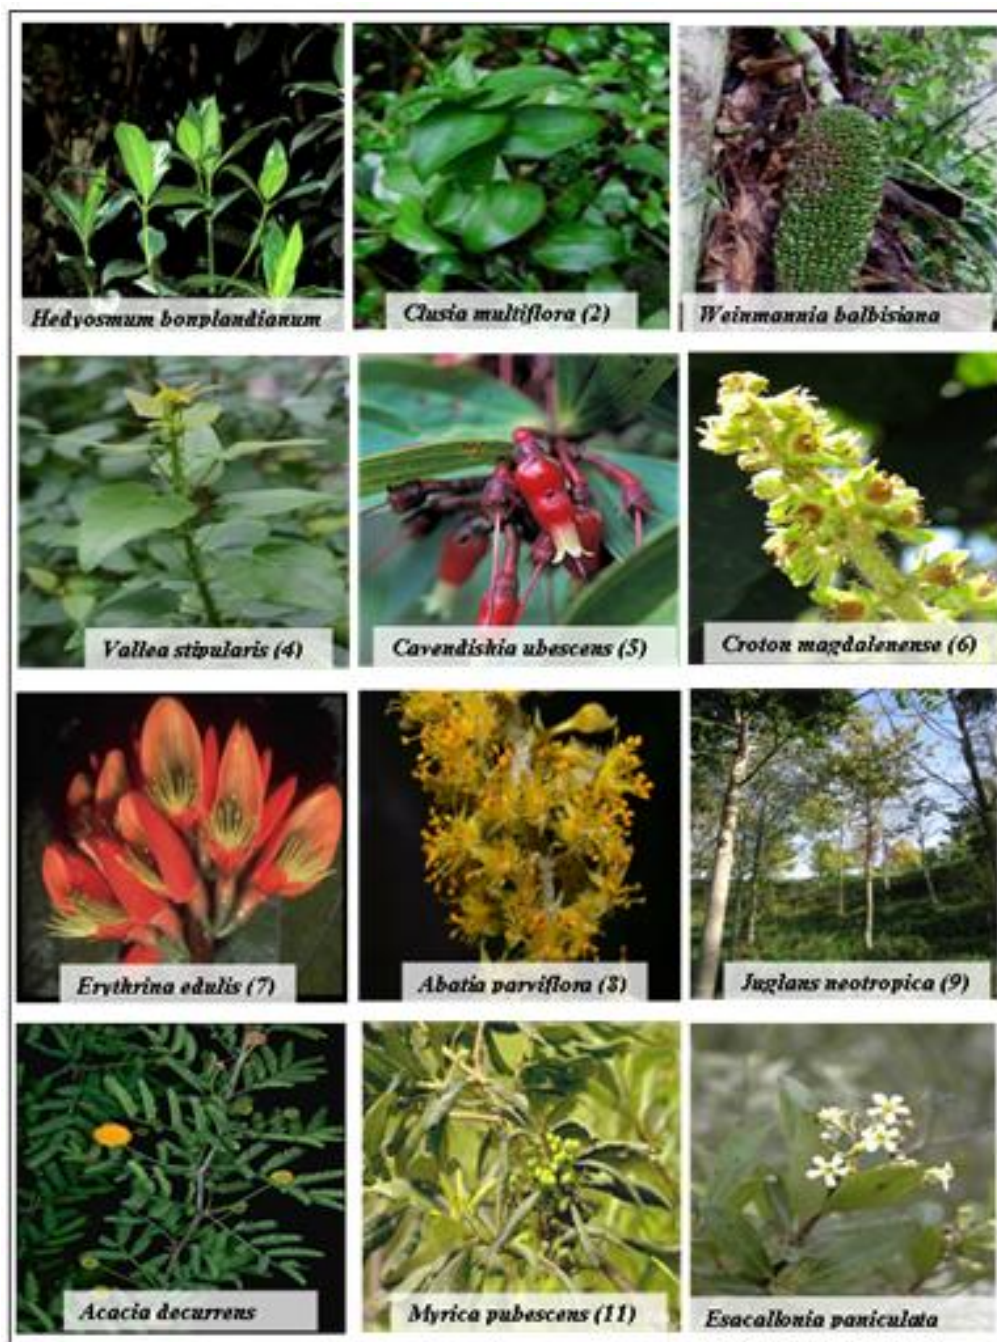 Hedyosmum bonplandianum
Clusia multiflora (2)
Weinmannia balbisiana
Vallea stipularis (4)
Cavendishia ubescens (5)
Croton magdalenense (6)
Erythrina edulis (7)
Abatia parviflora (8)
Juglans neotropica (9)
Acacia decurrens
Myrica pubescens (11)
Esacallonia paniculata